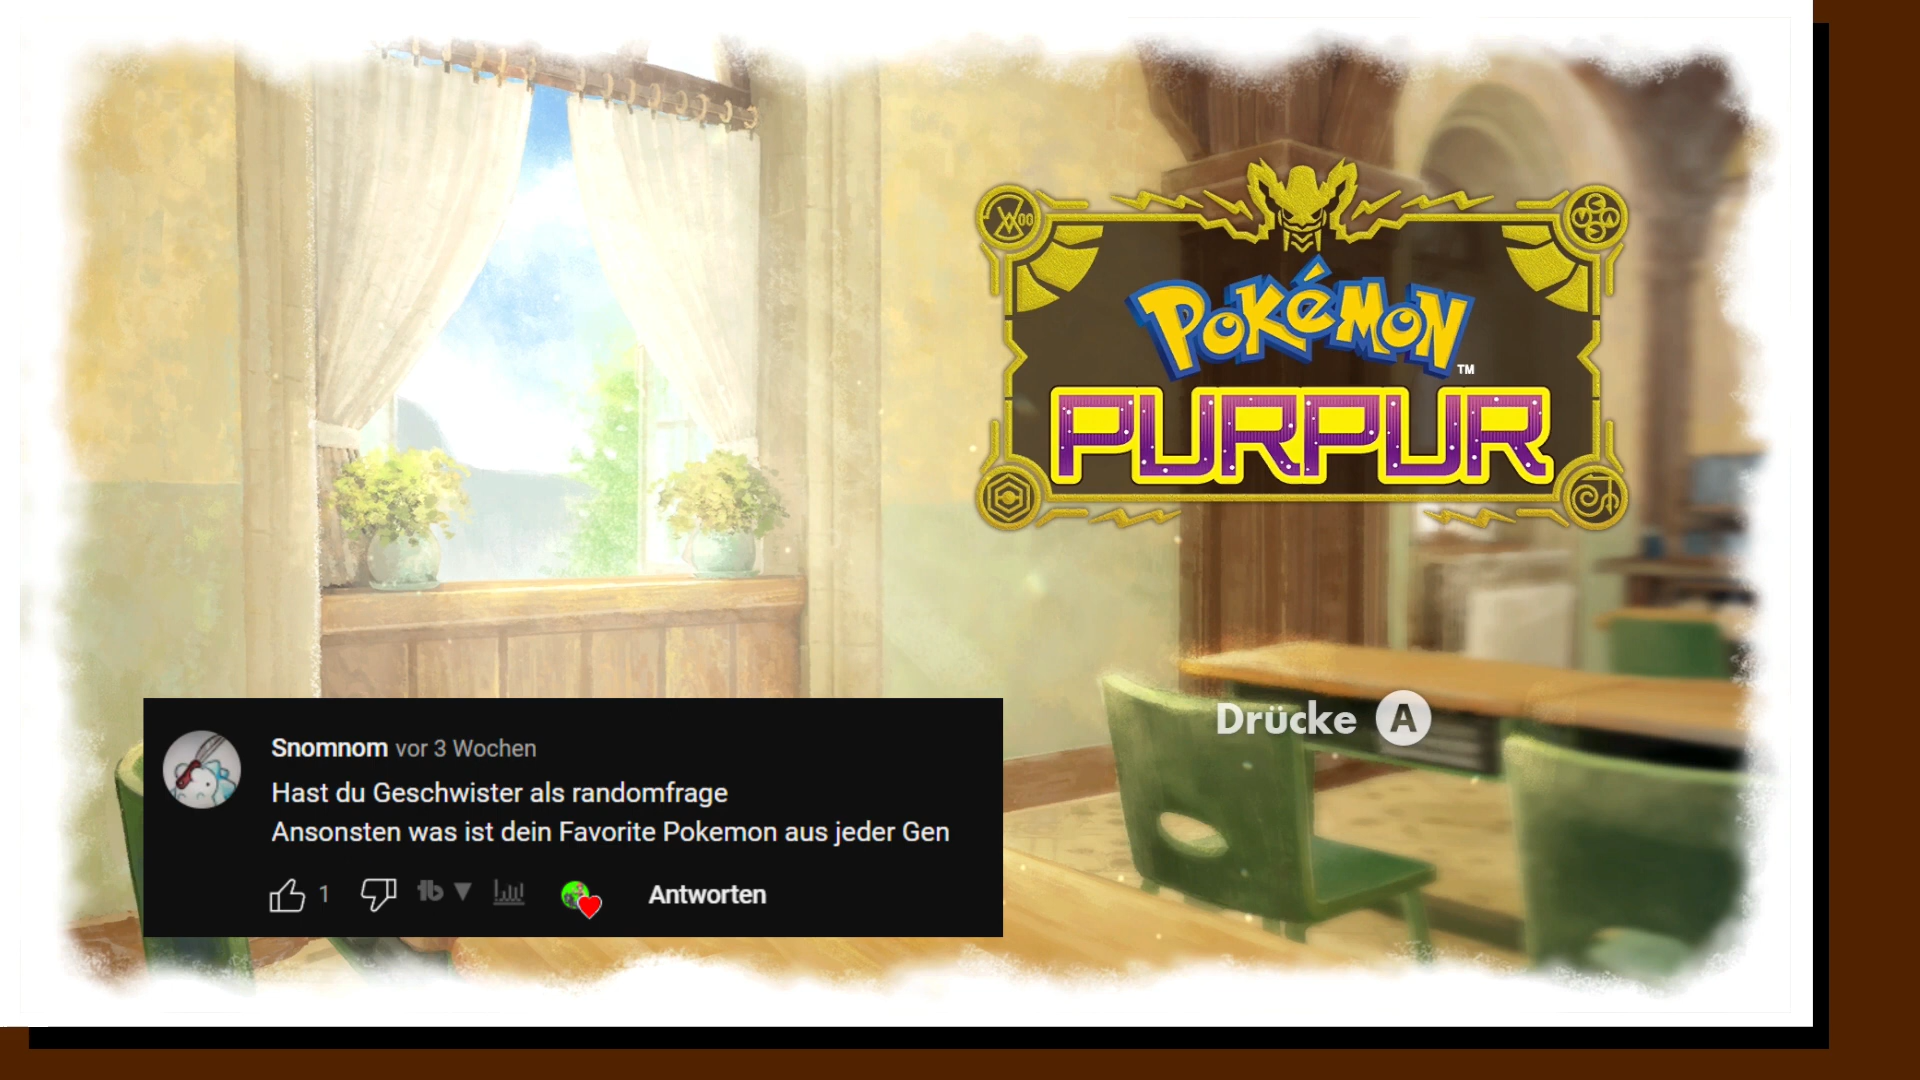 POKéMON
TM
PURPUR
Drücke A
Snomnom vor 3 Wochen
Hast du Geschwister als randomfrage
Ansonsten was ist dein Favorite Pokemon aus jeder Gen
1
Antworten